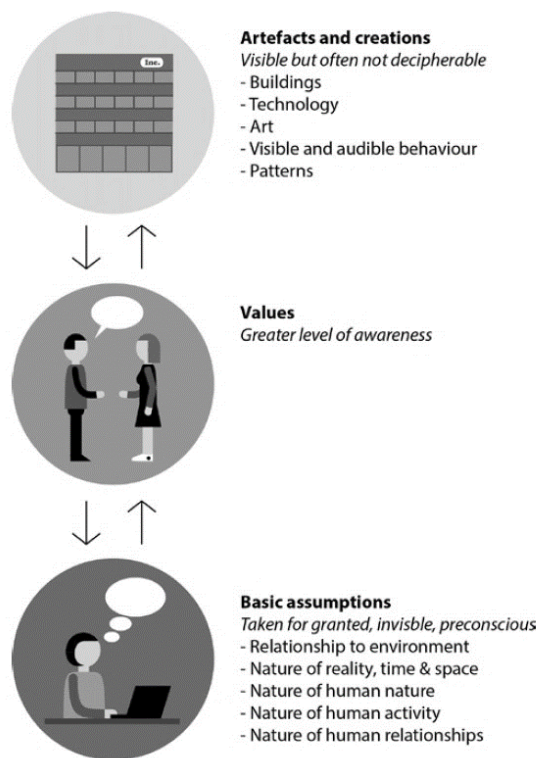 Inc.
Artefacts and creations
Visible but often not decipherable
- Buildings
- Technology
- Art
- Visible and audible behaviour
- Patterns
Values
Greater level of awareness
Basic assumptions
Taken for granted, invisble, preconscious
- Relationship to environment
- Nature of reality, time & space
- Nature of human nature
- Nature of human activity
- Nature of human relationships